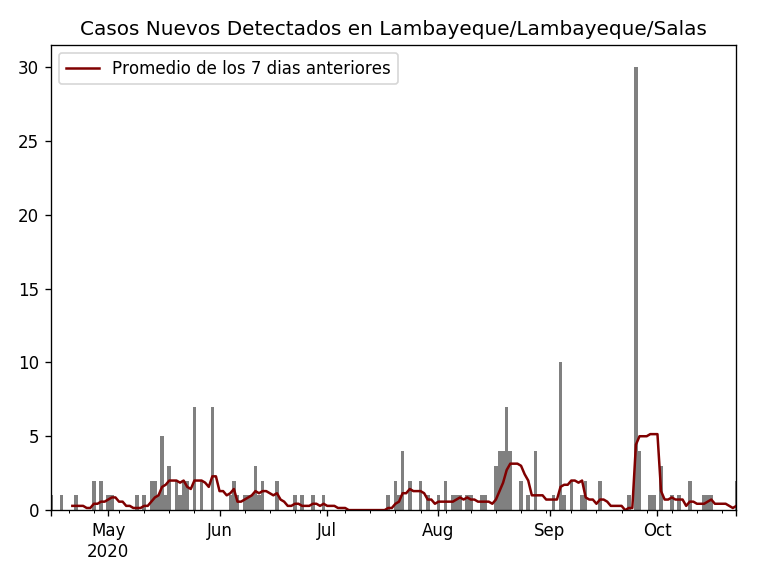 Casos Nuevos Detectados en Lambayeque/Lambayeque/Salas
Promedio de los 7 dias anteriores
30
25
20
15
10
5
0
May Jun Jul Aug Sep Oct
2020